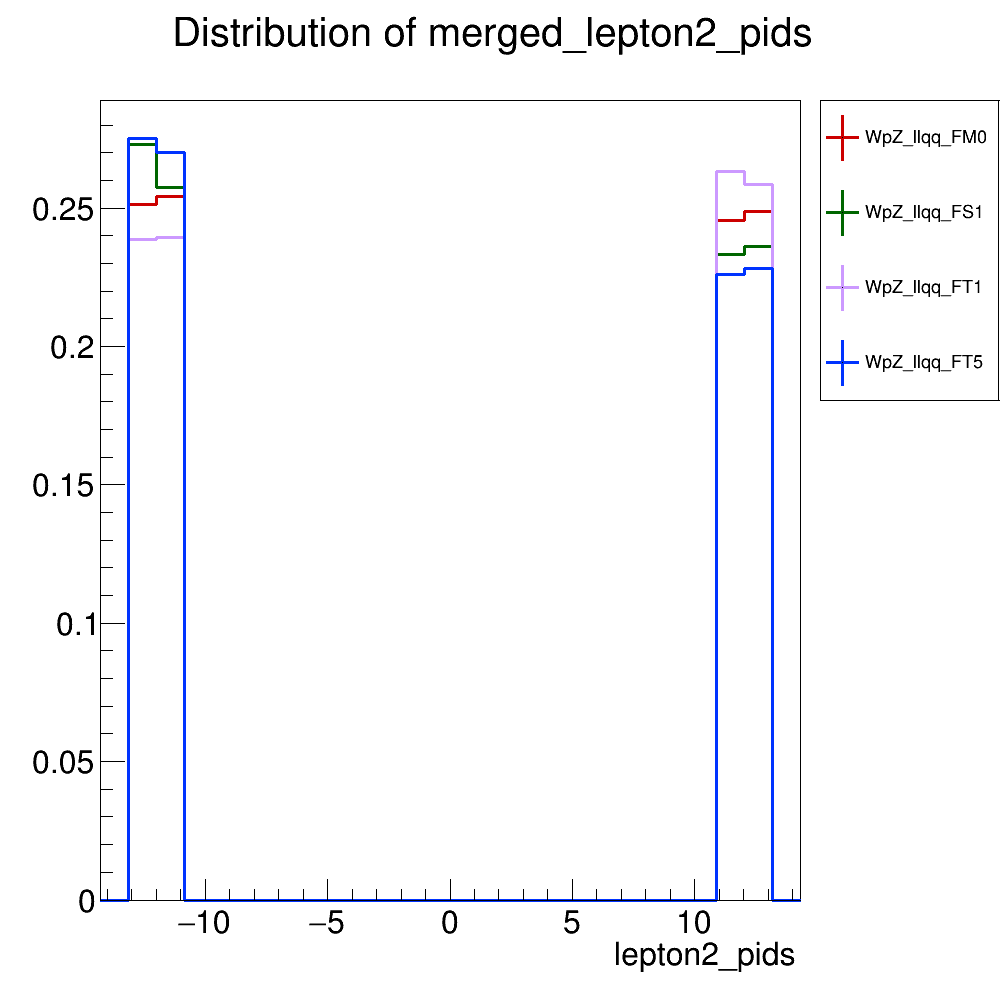 Distribution of merged_lepton2_pids
WpZ_llqq_FM0
WpZ_llqq_FS1
WpZ_llqq_FT1
WpZ_llqq_FT5
0.25
0.2
0.15
0.1
0.05
0
−10 −5 0 5 10
lepton2_pids